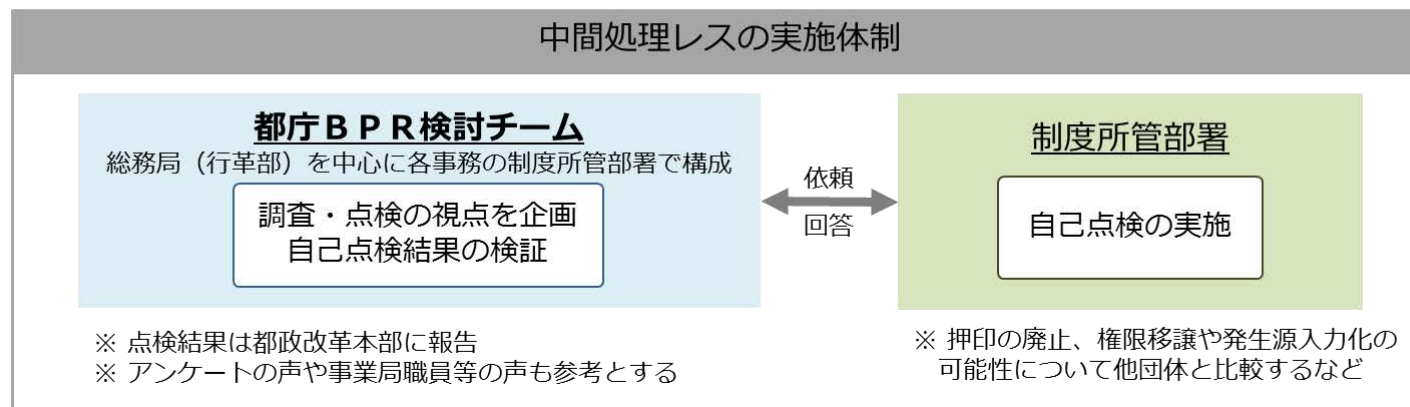 中間処理レスの実施体制
都庁ＢＰＲ検討チーム
総務局（行革部）を中心に各事務の制度所管部署で構成
調査・点検の視点を企画
自己点検結果の検証
※ 点検結果は都政改革本部に報告
※ アンケートの声や事業局職員等の声も参考とする
依頼
回答
制度所管部署
自己点検の実施
※ 押印の廃止、権限移譲や発生源入力化の
可能性について他団体と比較するなど